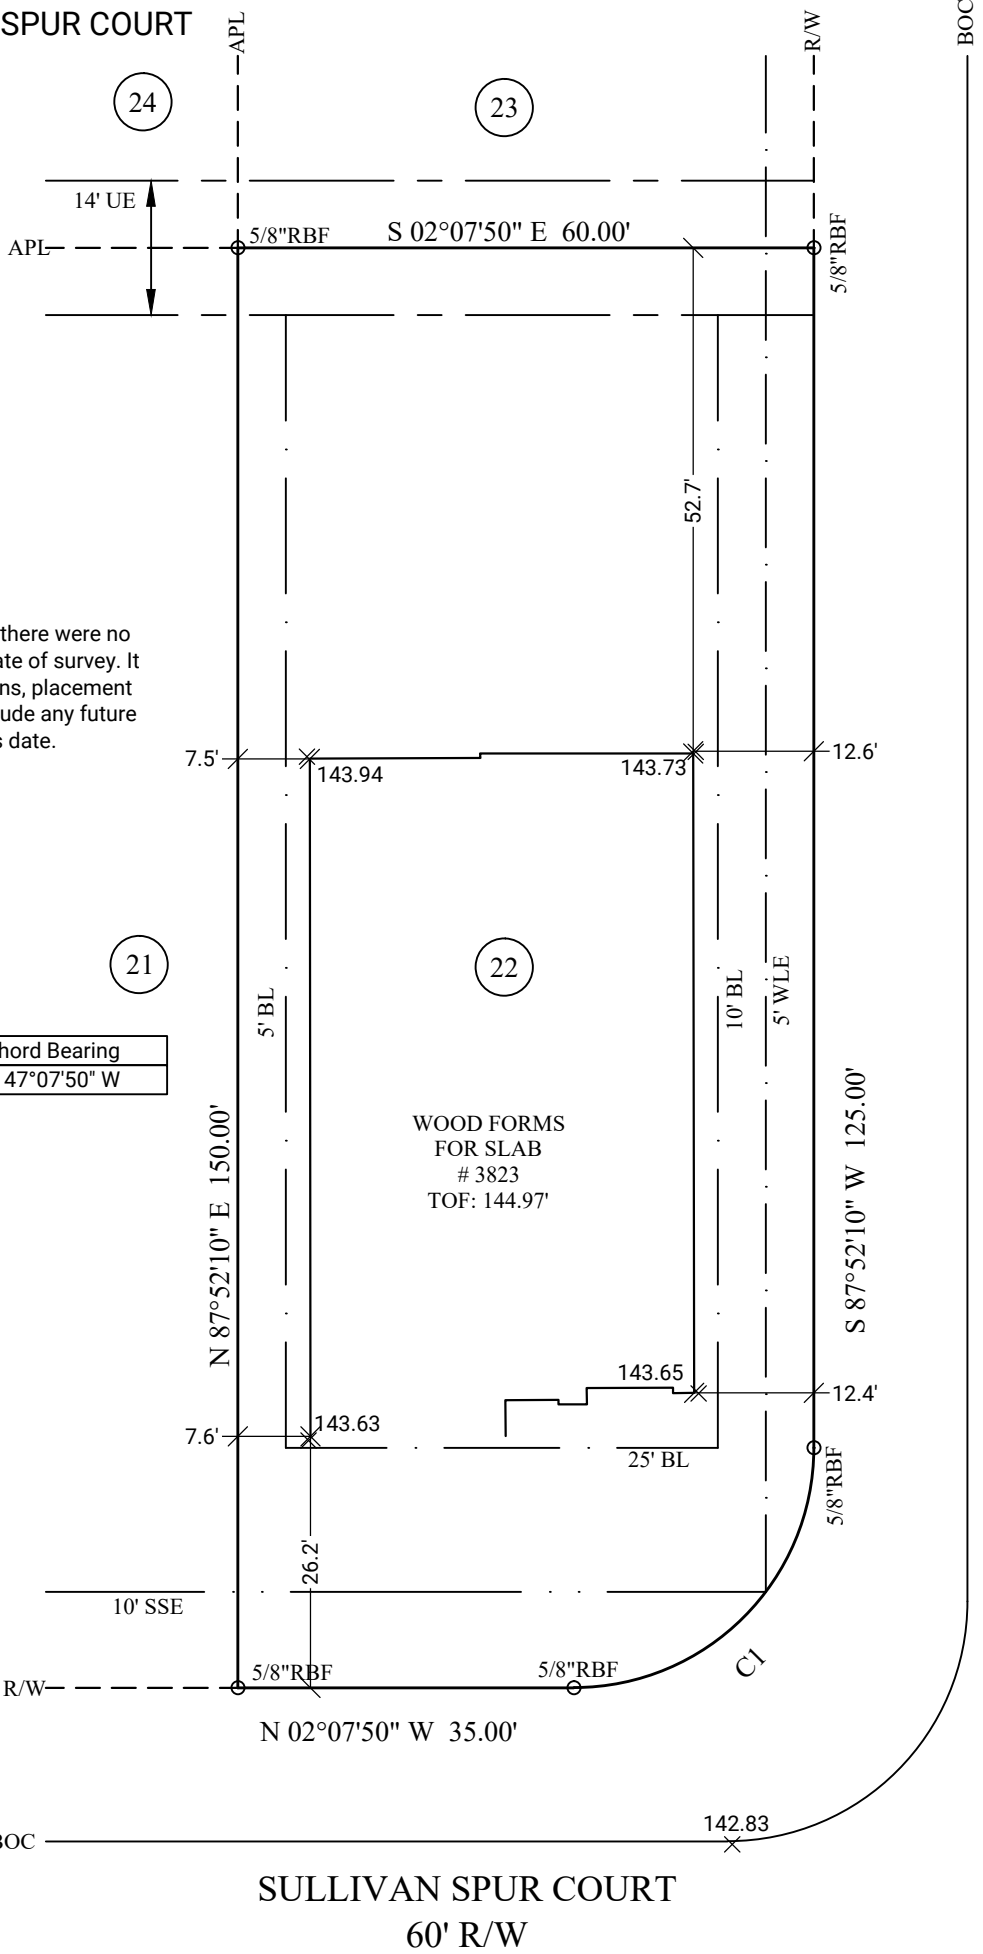 SPUR COURT
APL
R/W
BOC
24
23
14' UE
APL
5/8"RBF
S 02°07'50" E  60.00'
5/8"RBF
52.7'
there were no
ate of survey. It
ns, placement
ude any future
s date.
7.5'
143.94
143.73
12.6'
21
22
5' BL
10' BL
5' WLE
hord Bearing
47°07'50" W
WOOD FORMS
FOR SLAB
# 3823
TOF: 144.97'
N 87°52'10" E  150.00'
S 87°52'10" W  125.00'
143.65
12.4'
143.63
7.6'
25' BL
5/8"RBF
26.2'
10' SSE
C1
5/8"RBF
5/8"RBF
R/W
N 02°07'50" W  35.00'
142.83
BOC
SULLIVAN SPUR COURT
60' R/W